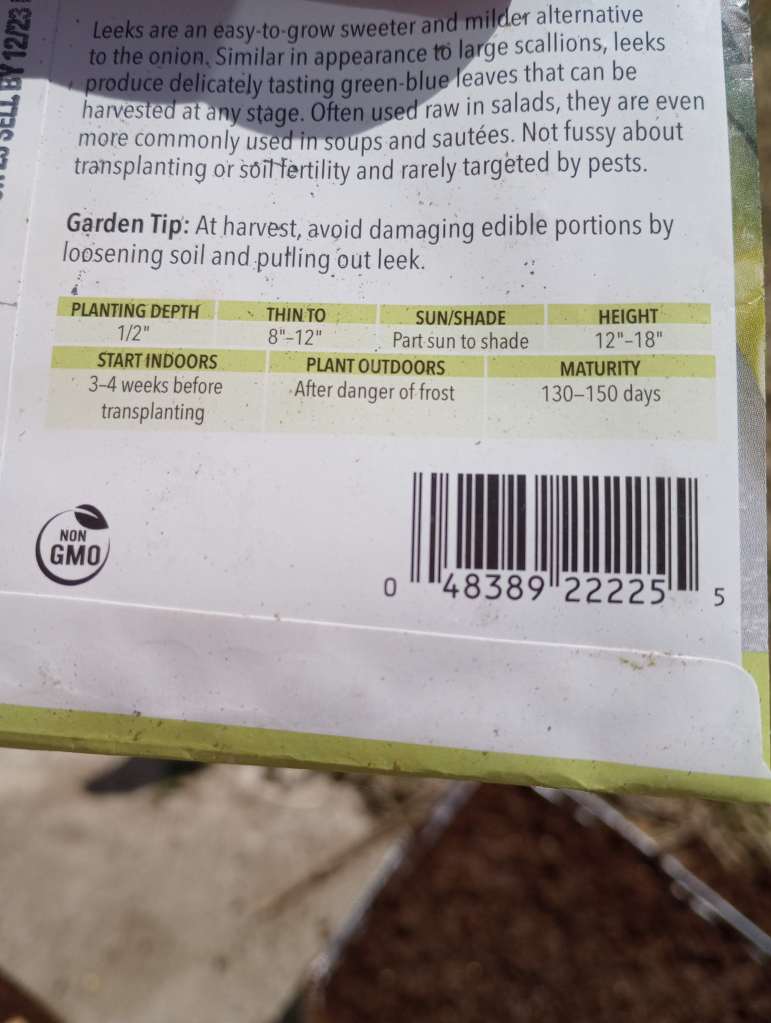 SELL BY 12/23
Leeks are an easy-to-grow sweeter and milder alternative
to the onion. Similar in appearance to large scallions, leeks
produce delicately tasting green-blue leaves that can be
harvested at any stage. Often used raw in salads, they are even
more commonly used in soups and sautées. Not fussy about
transplanting or soil fertility and rarely targeted by pests.
Garden Tip: At harvest, avoid damaging edible portions by
loosening soil and pulling out leek.
PLANTING DEPTH THIN TO SUN/SHADE HEIGHT
1/2" 8"–12" Part sun to shade 12"–18"
START INDOORS PLANT OUTDOORS MATURITY
3–4 weeks before After danger of frost 130–150 days
transplanting
NON
GMO
0 48389 22225 5